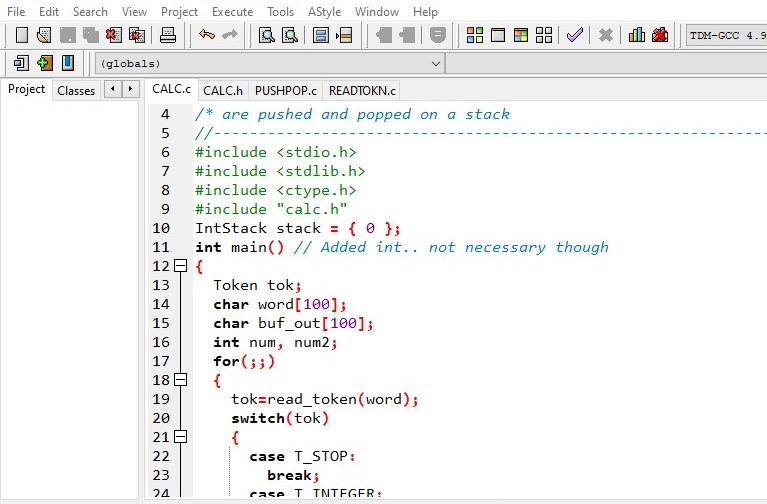 File Edit Search View Project Execute Tools AStyle Window Help
TDM-GCC 4.9
(globals)
Project Classes
CALC.c CALC.h PUSHPOP.c READTOKN.c
4 /* are pushed and popped on a stack
5 //--------------------------------------------------------------
6 #include <stdio.h>
7 #include <stdlib.h>
8 #include <ctype.h>
9 #include "calc.h"
10 IntStack stack = { 0 };
11 int main() // Added int.. not necessary though
12 {
13 Token tok;
14 char word[100];
15 char buf_out[100];
16 int num, num2;
17 for(;;)
18 {
19 tok=read_token(word);
20 switch(tok)
21 {
22 case T_STOP:
23 break;
24 case T_INTEGER: